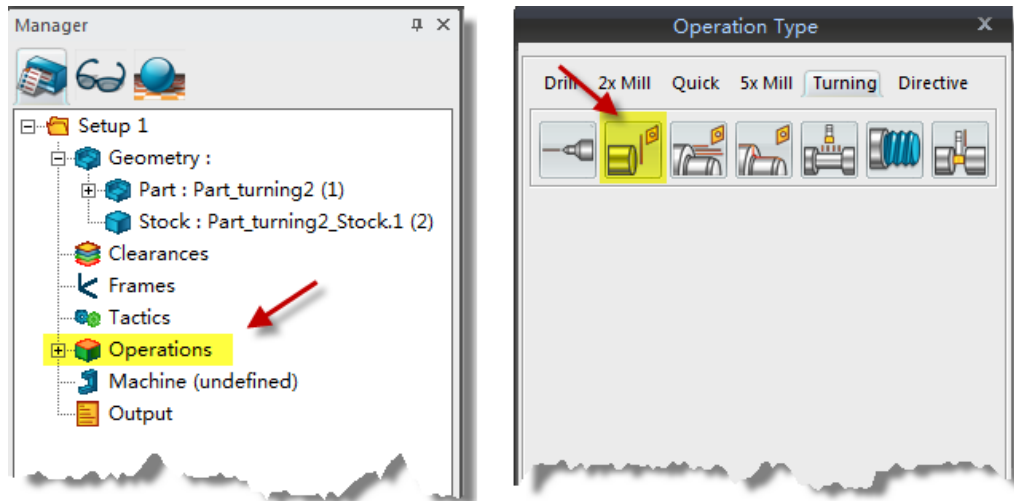 Manager
Setup 1
Geometry :
Part : Part_turning2 (1)
Stock : Part_turning2_Stock.1 (2)
Clearances
Frames
Tactics
Operations
Machine (undefined)
Output
Operation Type
Drill 2x Mill Quick 5x Mill Turning Directive